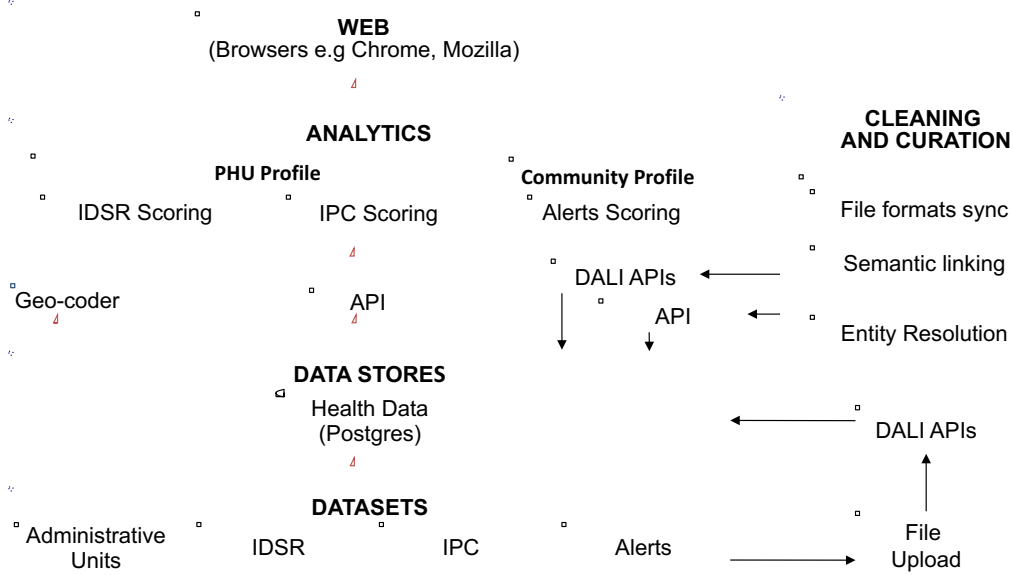 WEB
(Browsers e.g Chrome, Mozilla)
ANALYTICS
CLEANING
AND CURATION
PHU Profile
Community Profile
IDSR Scoring
IPC Scoring
Alerts Scoring
File formats sync
Semantic linking
DALI APIs
Geo-coder
API
API
Entity Resolution
DATA STORES
Health Data
(Postgres)
DALI APIs
DATASETS
Administrative
Units
IDSR
IPC
Alerts
File
Upload